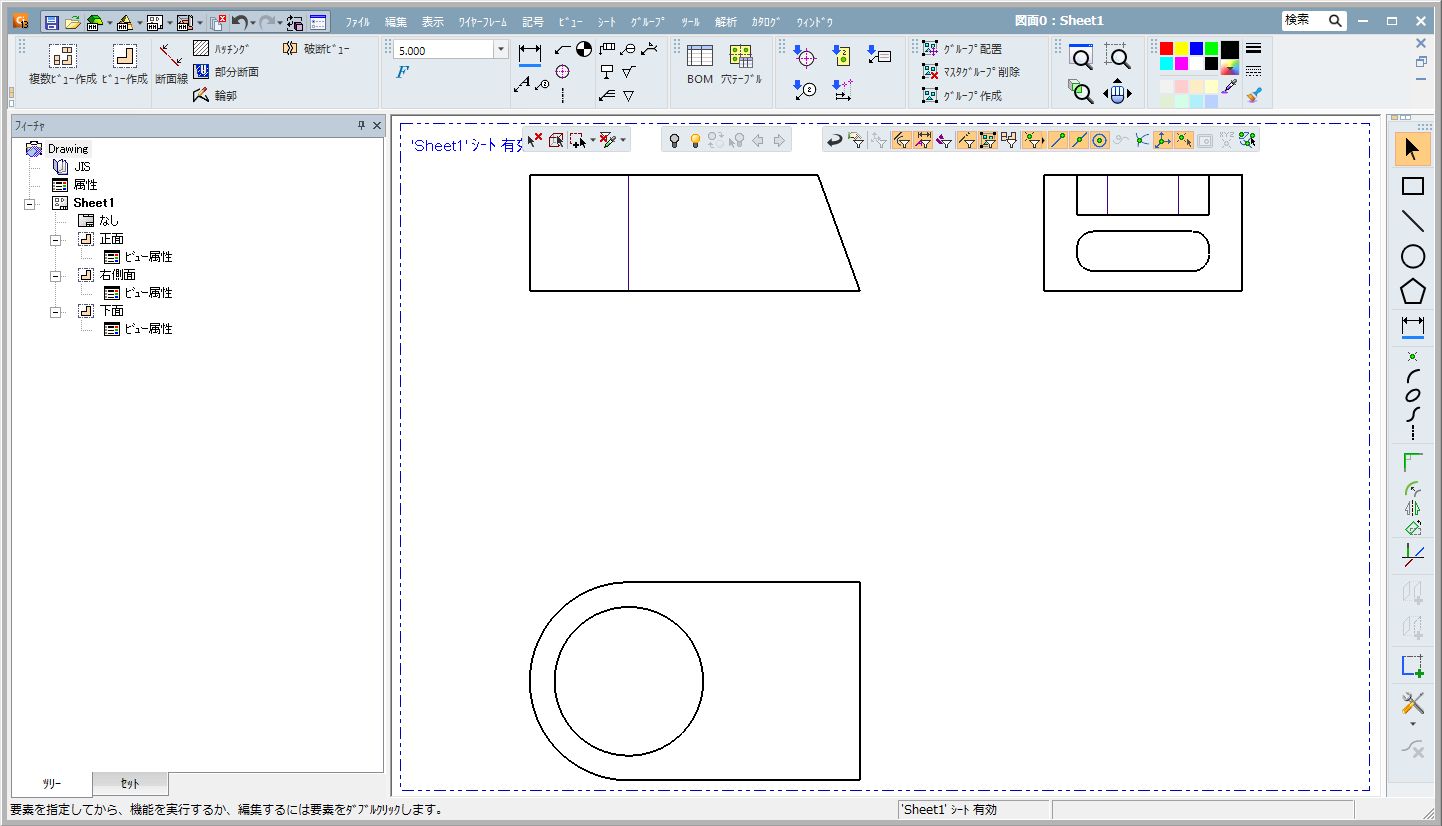 ﾌｧｲﾙ 編集 表示 ﾜｲﾔｰﾌﾚｰﾑ 記号 ﾋﾞｭｰ ｼｰﾄ ｸﾞﾙｰﾌﾟ ﾂｰﾙ 解析 ｶﾀﾛｸﾞ ｳｨﾝﾄﾞｳ 図面0 : Sheet1 検索
複数ﾋﾞｭｰ作成 ﾋﾞｭｰ作成 断面線
ﾊｯﾁﾝｸﾞ
部分断面
輪郭
破断ﾋﾞｭｰ
5.000
F
BOM 穴ﾃｰﾌﾞﾙ
ｸﾞﾙｰﾌﾟ配置
ﾏｽﾀｸﾞﾙｰﾌﾟ削除
ｸﾞﾙｰﾌﾟ作成
ﾌｨｰﾁｬ
Drawing
JIS
属性
Sheet1
なし
正面
ﾋﾞｭｰ属性
右側面
ﾋﾞｭｰ属性
下面
ﾋﾞｭｰ属性
'Sheet1' ｼｰﾄ 有効
ﾂﾘｰ ｾｯﾄ
要素を指定してから、機能を実行するか、編集するには要素をﾀﾞﾌﾞﾙｸﾘｯｸします。
'Sheet1' ｼｰﾄ 有効